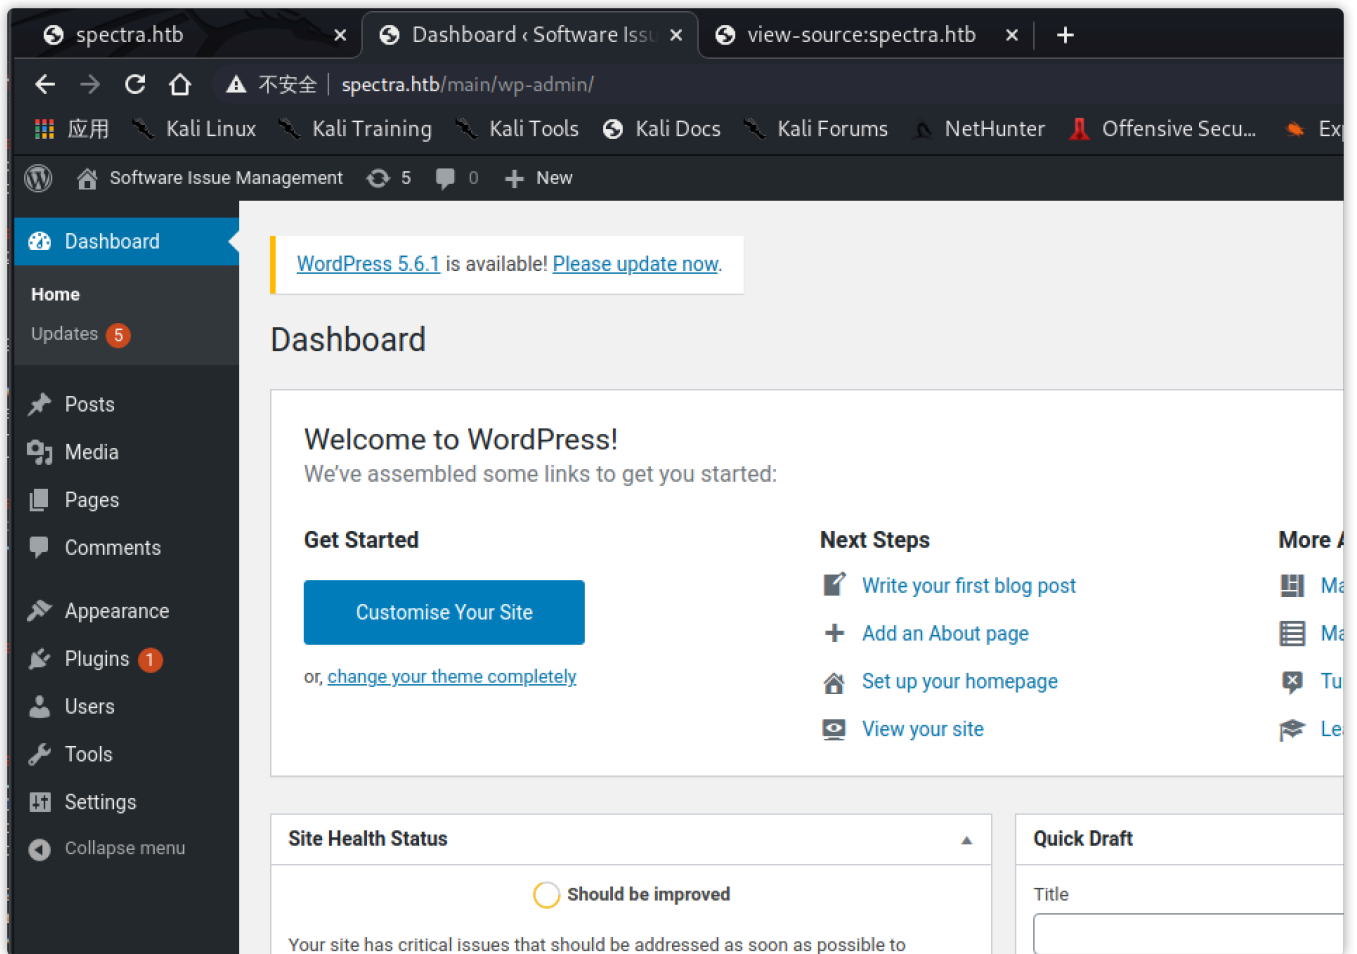 spectra.htb
Dashboard ‹ Software Issu
view-source:spectra.htb
不安全 spectra.htb/main/wp-admin/
应用 Kali Linux Kali Training Kali Tools Kali Docs Kali Forums NetHunter Offensive Secu… Ex
Software Issue Management 5 0 New
Dashboard
Home
Updates 5
Posts
Media
Pages
Comments
Appearance
Plugins 1
Users
Tools
Settings
Collapse menu
WordPress 5.6.1 is available! Please update now.
Dashboard
Welcome to WordPress!
We've assembled some links to get you started:
Get Started
Customise Your Site
or, change your theme completely
Next Steps
Write your first blog post
Add an About page
Set up your homepage
View your site
More A
Ma
Ma
Tu
Le
Site Health Status
Should be improved
Your site has critical issues that should be addressed as soon as possible to
Quick Draft
Title